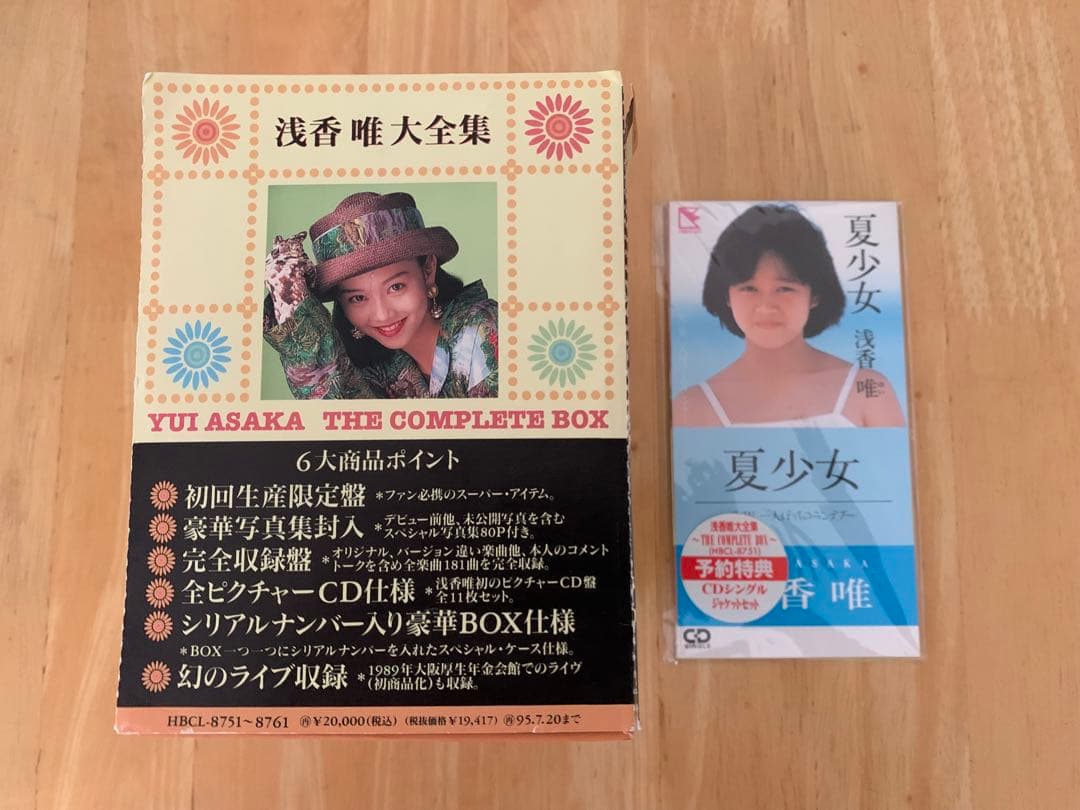 浅香 唯 大全集
YUI ASAKA THE COMPLETE BOX
6大商品ポイント
初回生産限定盤 *ファン必携のスーパー・アイテム。
豪華写真集封入 *デビュー前他、未公開写真を含む
スペシャル写真集80P付き。
完全収録盤 *オリジナル、バージョン違い楽曲他、本人のコメント
トークを含め全楽曲181曲を完全収録。
全ピクチャーCD仕様 *浅香唯初のピクチャーCD盤
全11枚セット。
シリアルナンバー入り豪華BOX仕様
*BOX一つ一つにシリアルナンバーを入れたスペシャル・ケース仕様。
幻のライブ収録 *1989年大阪厚生年金会館でのライヴ
(初商品化)も収録。
HBCL-8751~8761 再¥20,000(税込) (税抜価格¥19,417) 再95.7.20まで
夏少女
浅香 唯
夏少女
浅香唯大全集
~THE COMPLETE BOX~
(HBCL-8751)
予約特典
CDシングル
ジャケットセット
ASAKA
香 唯
CD